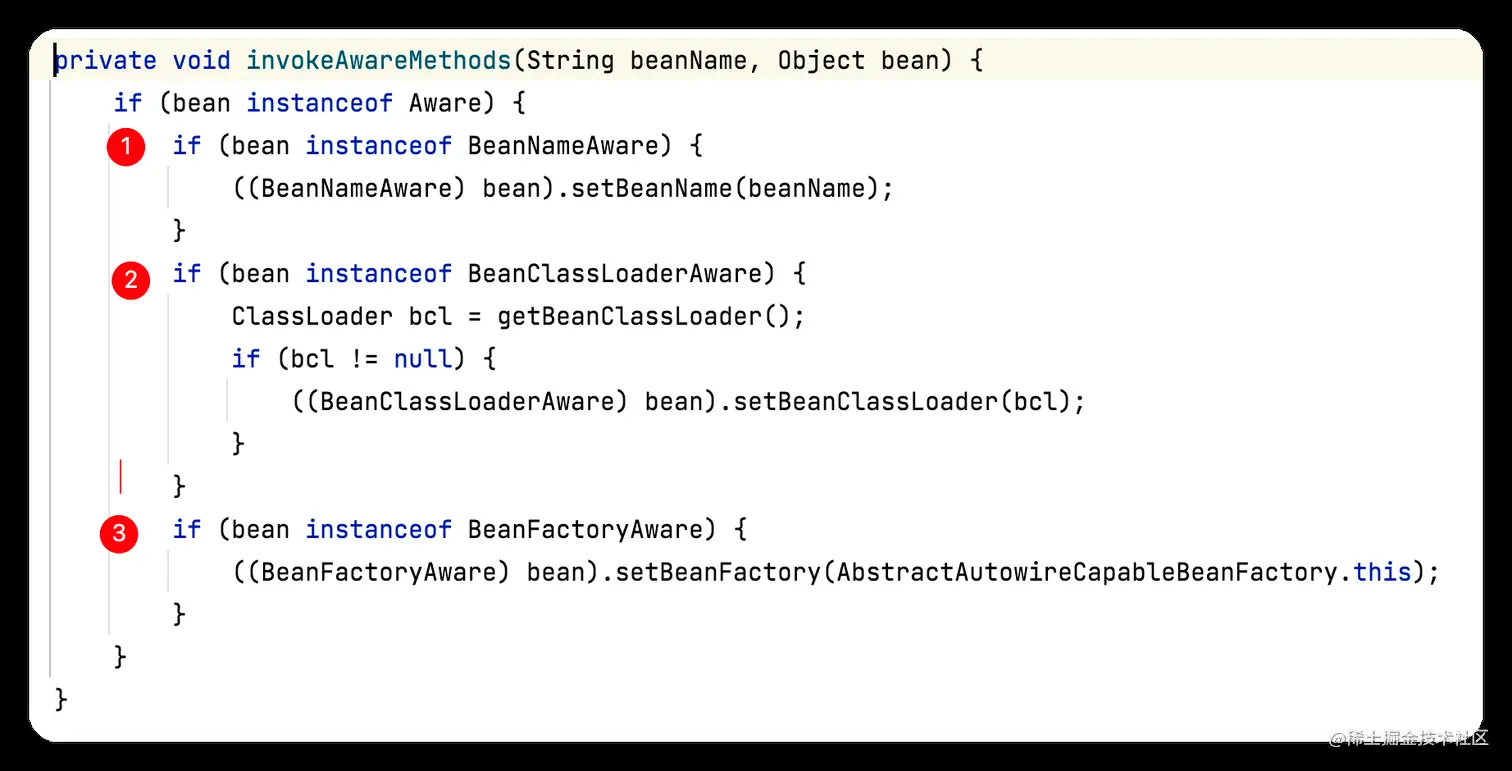 private void invokeAwareMethods(String beanName, Object bean) {
if (bean instanceof Aware) {
1 if (bean instanceof BeanNameAware) {
((BeanNameAware) bean).setBeanName(beanName);
}
2 if (bean instanceof BeanClassLoaderAware) {
ClassLoader bcl = getBeanClassLoader();
if (bcl != null) {
((BeanClassLoaderAware) bean).setBeanClassLoader(bcl);
}
}
3 if (bean instanceof BeanFactoryAware) {
((BeanFactoryAware) bean).setBeanFactory(AbstractAutowireCapableBeanFactory.this);
}
}
}
@稀土掘金技术社区